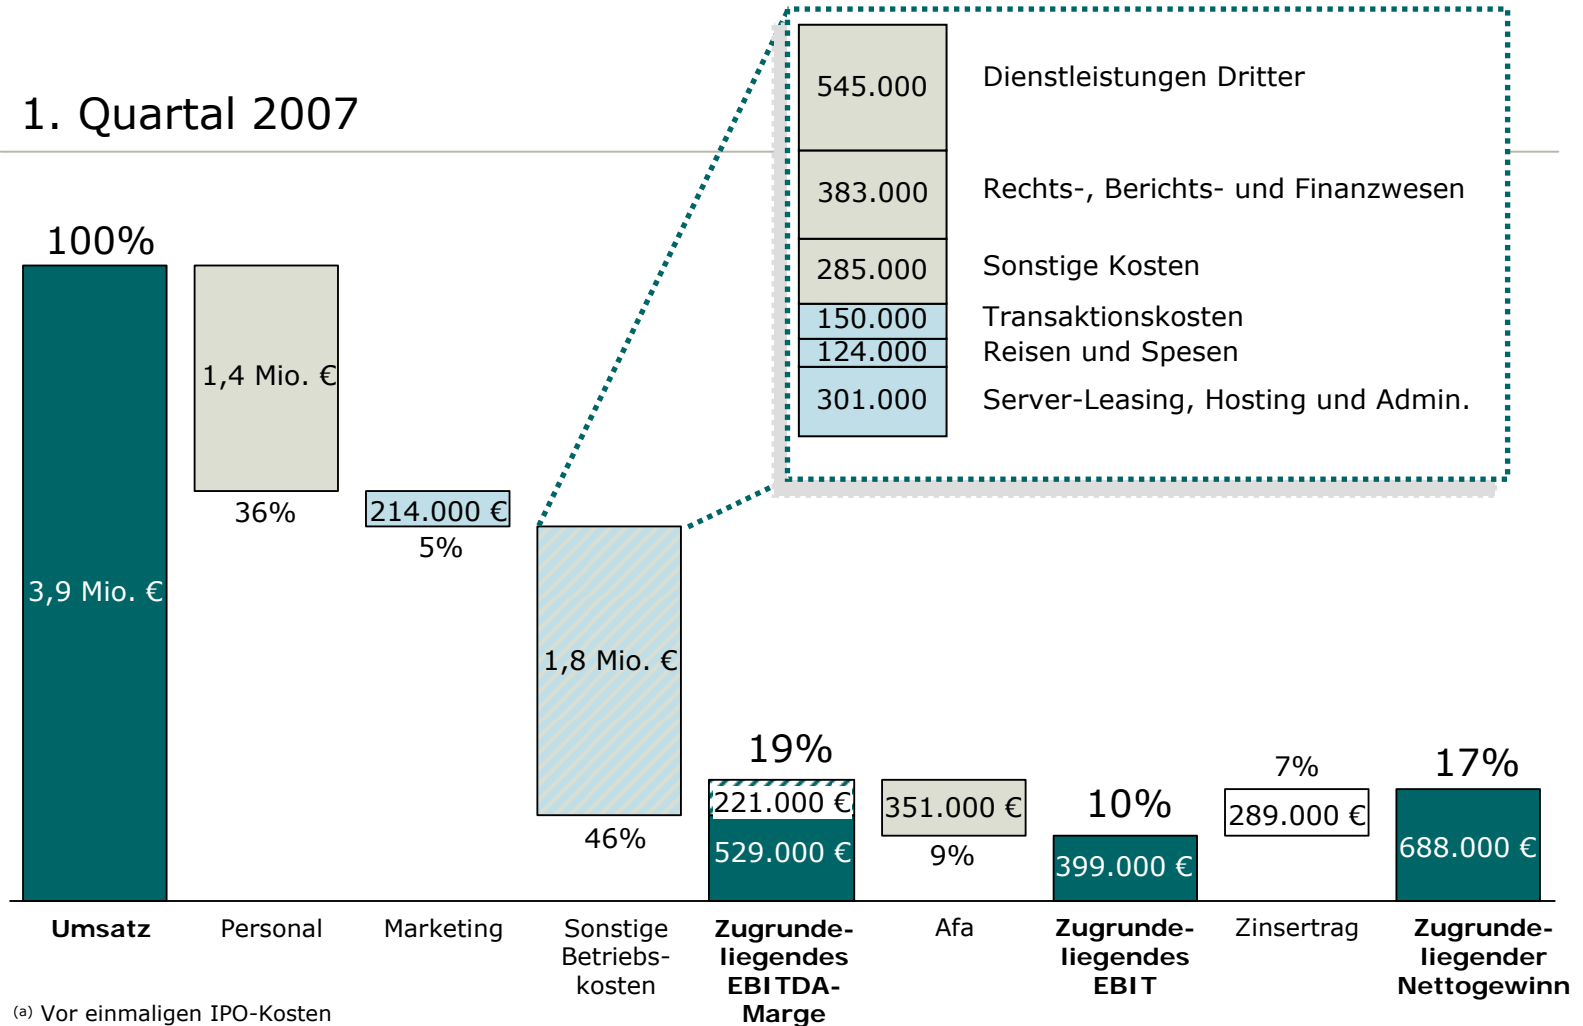 1. Quartal 2007
545.000 Dienstleistungen Dritter
383.000 Rechts-, Berichts- und Finanzwesen
285.000 Sonstige Kosten
150.000 Transaktionskosten
124.000 Reisen und Spesen
301.000 Server-Leasing, Hosting und Admin.
100%
3,9 Mio. €
1,4 Mio. €
36%
214.000 €
5%
1,8 Mio. €
46%
19%
221.000 €
529.000 €
351.000 €
9%
10%
399.000 €
7%
289.000 €
17%
688.000 €
Umsatz
Personal
Marketing
Sonstige
Betriebs-
kosten
Zugrunde-
liegendes
EBITDA-
Marge
Afa
Zugrunde-
liegendes
EBIT
Zinsertrag
Zugrunde-
liegender
Nettogewinn
(a) Vor einmaligen IPO-Kosten